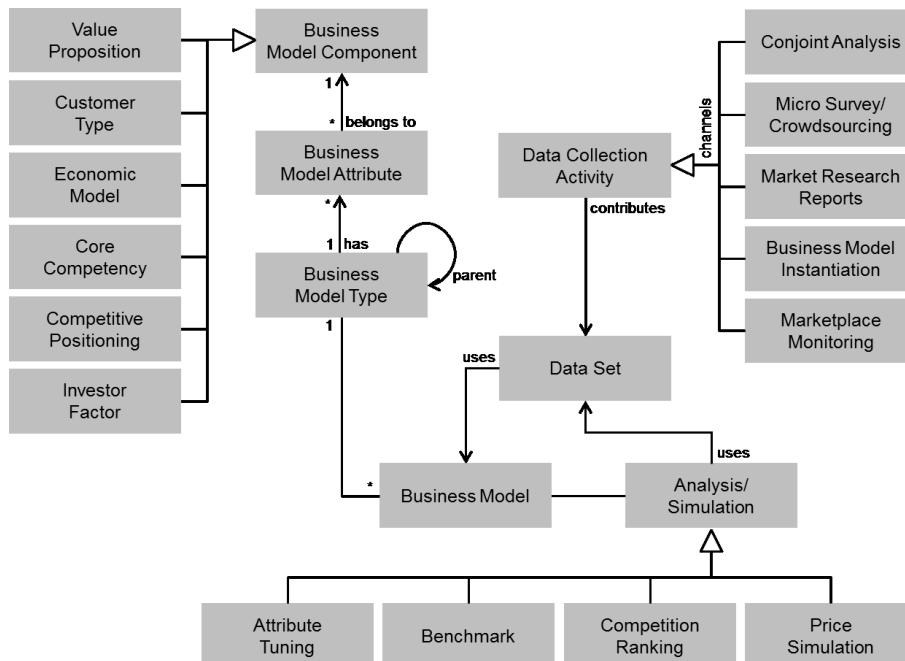 Value
Proposition
Customer
Type
Economic
Model
Core
Competency
Competitive
Positioning
Investor
Factor
Business
Model Component
1
* belongs to
Business
Model Attribute
*
1 has
Business
Model Type
parent
1
Data Collection
Activity
contributes
channels
Conjoint Analysis
Micro Survey/
Crowdsourcing
Market Research
Reports
Business Model
Instantiation
Marketplace
Monitoring
uses
Data Set
uses
*
Business Model
Analysis/
Simulation
Attribute
Tuning
Benchmark
Competition
Ranking
Price
Simulation